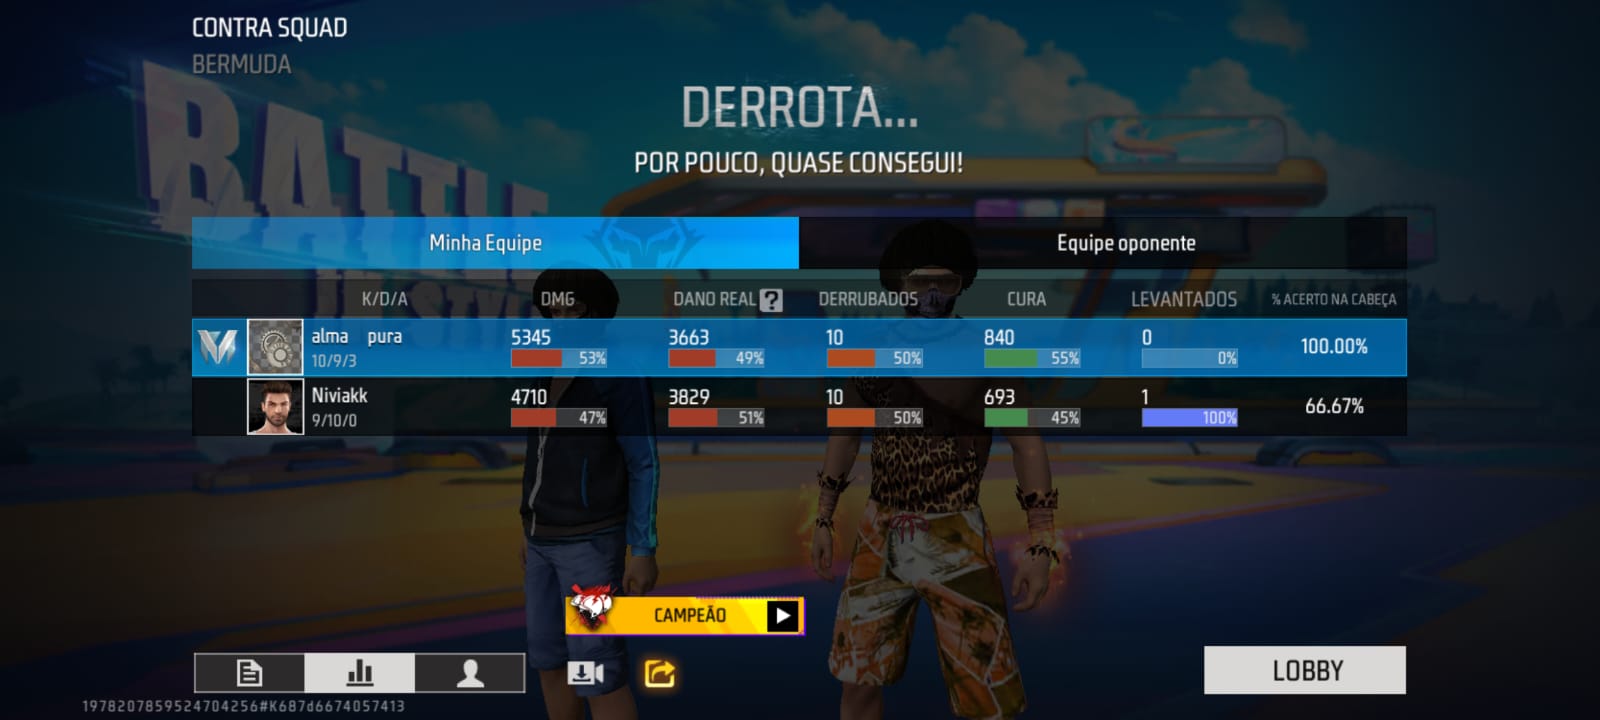 CONTRA SQUAD
BERMUDA
BATTLE
IN STYLE
DERROTA...
POR POUCO, QUASE CONSEGUI!
Minha Equipe Equipe oponente
K/D/A DMG DANO REAL ? DERRUBADOS CURA LEVANTADOS % ACERTO NA CABEÇA
alma pura 5345 3663 10 840 0 100.00%
10/9/3 53% 49% 50% 55% 0%
Niviakk 4710 3829 10 693 1 66.67%
9/10/0 47% 51% 50% 45% 100%
CAMPEÃO
LOBBY
1978207859524704256#K687d6674057413